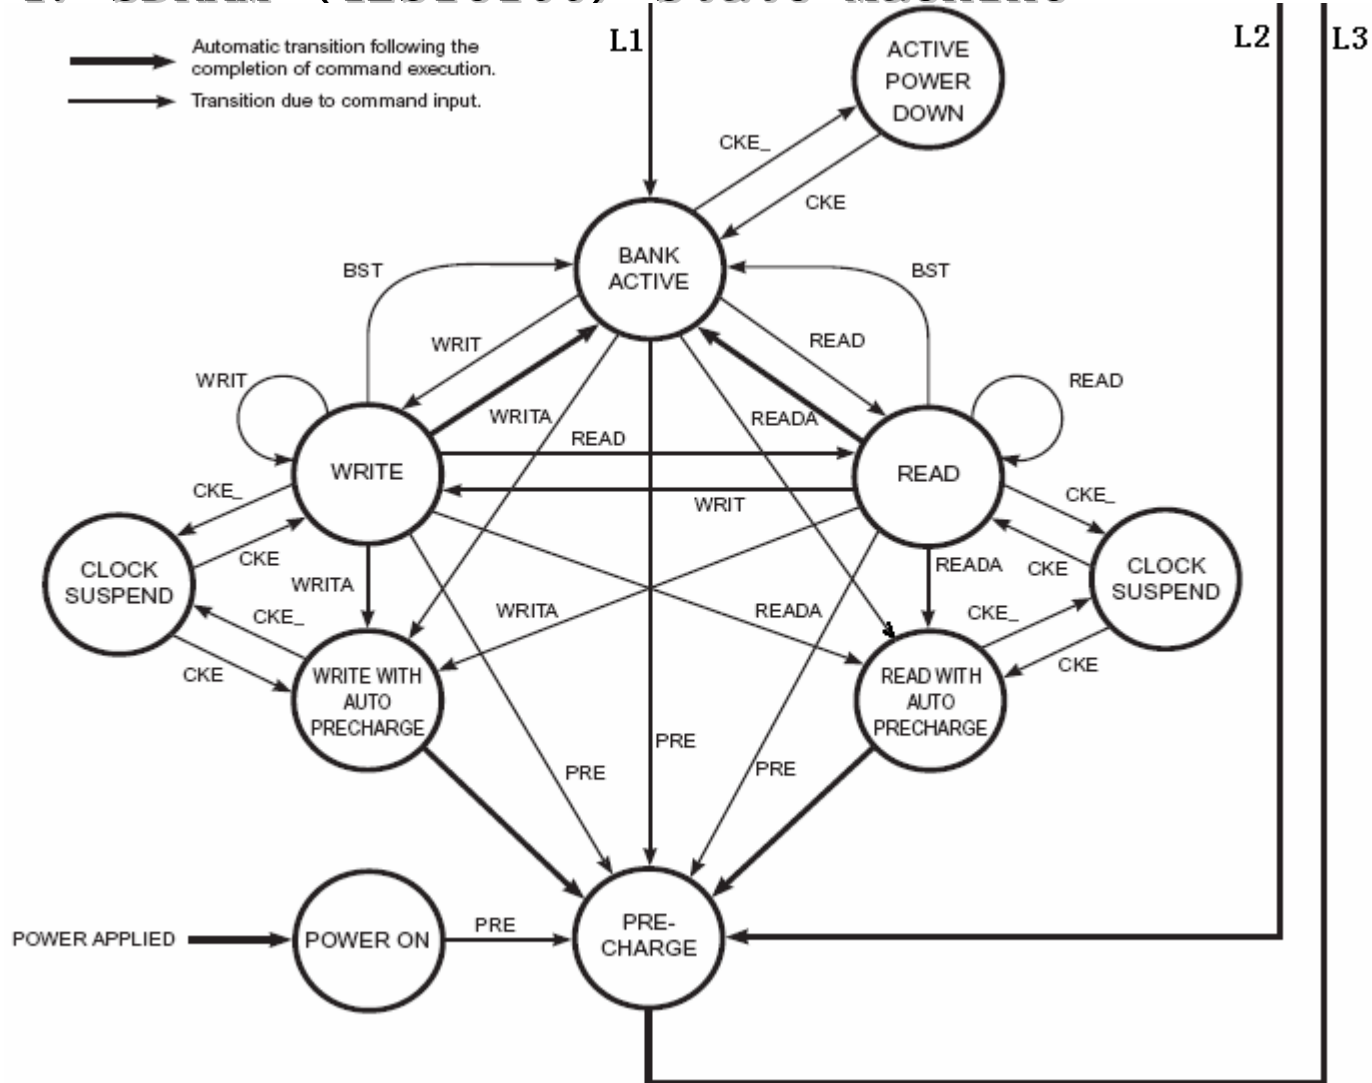 Automatic transition following the
completion of command execution.
Transition due to command input.
L1
L2
L3
ACTIVE
POWER
DOWN
CKE_
CKE
BANK
ACTIVE
BST
BST
WRIT
READ
WRIT
READ
WRITA
READA
READ
WRITE
READ
WRIT
CKE_
CKE_
CKE
CKE
CLOCK
SUSPEND
CLOCK
SUSPEND
WRITA
READA
WRITA
READA
CKE_
CKE_
CKE
CKE
WRITE WITH
AUTO
PRECHARGE
READ WITH
AUTO
PRECHARGE
PRE
PRE
PRE
POWER APPLIED
POWER ON
PRE
PRE-
CHARGE